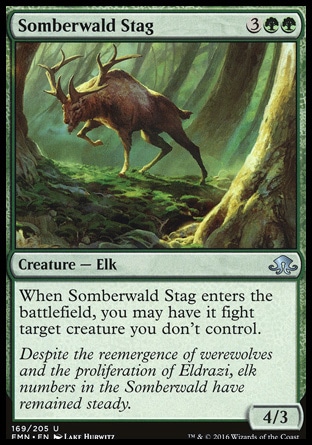 Somberwald Stag 3
Creature — Elk
When Somberwald Stag enters the
battlefield, you may have it fight
target creature you don't control.
Despite the reemergence of werewolves
and the proliferation of Eldrazi, elk
numbers in the Somberwald have
remained steady.
4/3
169/205 U
EMN • EN Lake Hurwitz
™ & © 2016 Wizards of the Coast